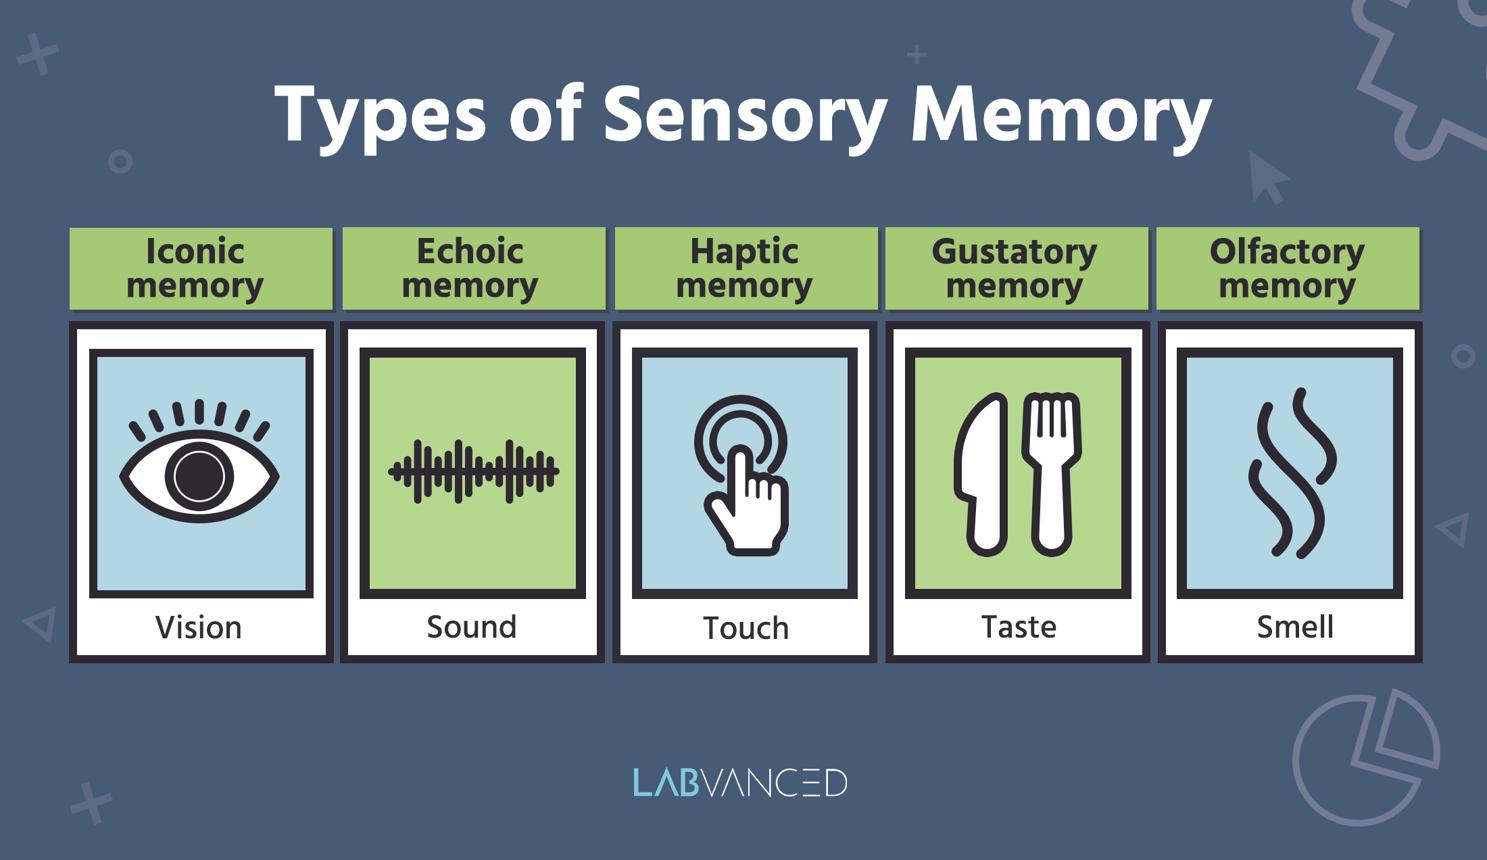 Types of Sensory Memory
Iconic
memory
Echoic
memory
Haptic
memory
Gustatory
memory
Olfactory
memory
Vision
Sound
Touch
Taste
Smell
LABVANCED